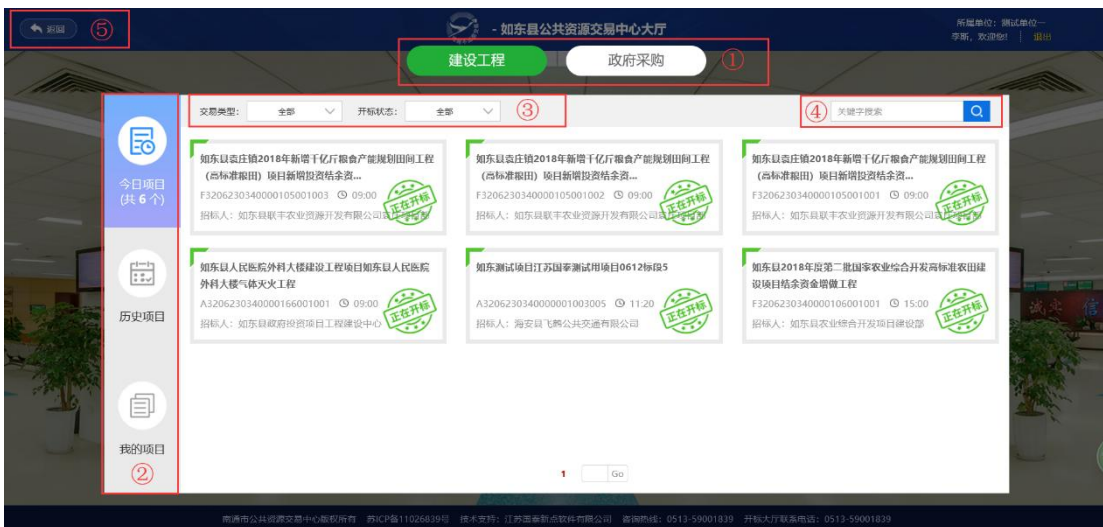 返回
⑤
- 如东县公共资源交易中心大厅
所属单位：测试单位一
李斯，欢迎您！ 退出
建设工程
政府采购
①
交易类型：
全部
开标状态：
全部
③
④
关键字搜索
今日项目
(共 6 个)
历史项目
我的项目
②
如东县袁庄镇2018年新增千亿斤粮食产能规划田间工程
（高标准粮田）项目新增投资结余资...
F3206230340000105001003 09:00
招标人：如东县联丰农业资源开发有限公司
正在开标
如东县袁庄镇2018年新增千亿斤粮食产能规划田间工程
（高标准粮田）项目新增投资结余资...
F3206230340000105001002 09:00
招标人：如东县联丰农业资源开发有限公司
正在开标
如东县袁庄镇2018年新增千亿斤粮食产能规划田间工程
（高标准粮田）项目新增投资结余资...
F3206230340000105001001 09:00
招标人：如东县联丰农业资源开发有限公司
正在开标
如东县人民医院外科大楼建设工程项目如东县人民医院
外科大楼气体灭火工程
A3206230340000166001001 09:00
招标人：如东县政府投资项目工程建设中心
正在开标
如东测试项目江苏国泰测试用项目0612标段5
A3206230340000001003005 11:20
招标人：海安县飞鹏公共交通有限公司
正在开标
如东县2018年度第二批国家农业综合开发高标准农田建
设项目结余资金增做工程
F3206230340000106001001 15:00
招标人：如东县农业综合开发项目建设部
正在开标
诚 信
1
Go
南通市公共资源交易中心版权所有 苏ICP备11026839号 技术支持：江苏国泰新点软件有限公司 咨询热线：0513-59001839 开标大厅联系电话：0513-59001839